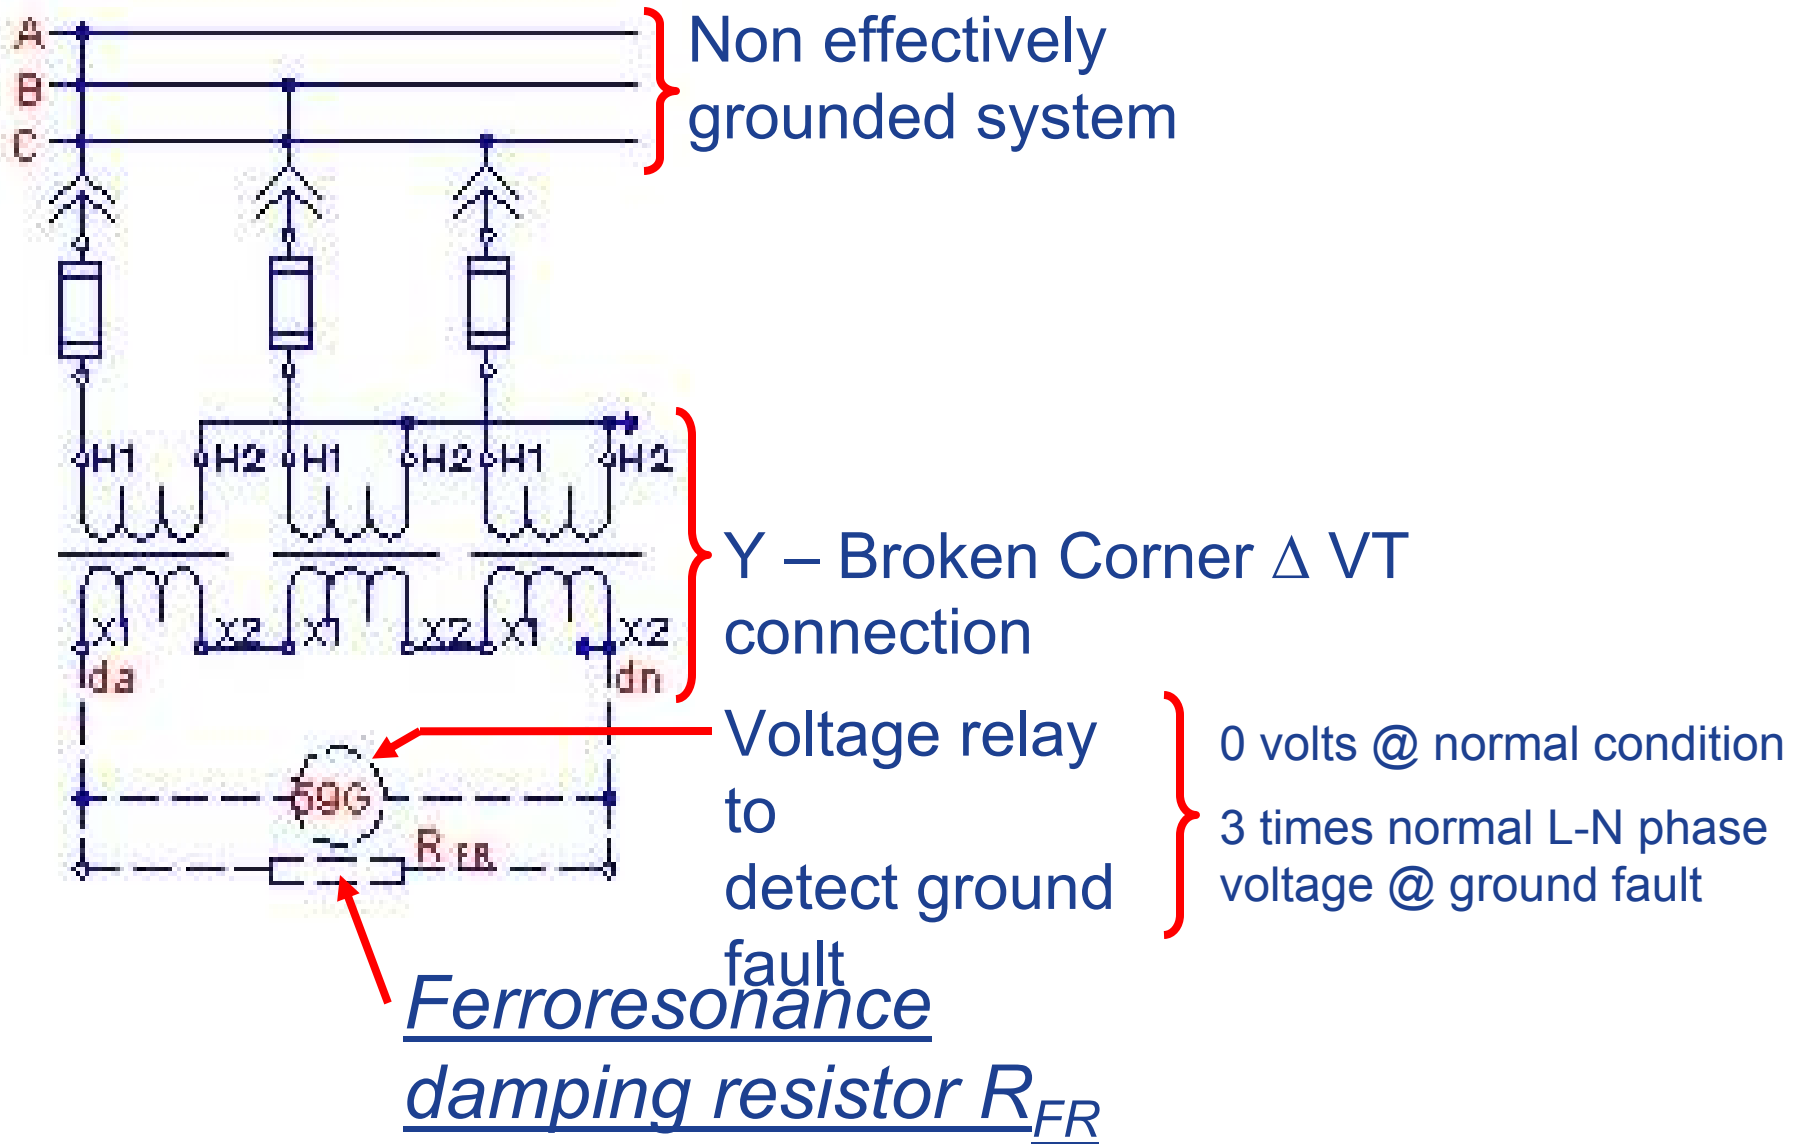 A
Non effectively
B
grounded system
C
H1 H2 H1 H2 H1 H2
Y – Broken Corner Δ VT
connection
X1 X2 X1 X2 X1 X2
da dn
Voltage relay
to
detect ground
fault
0 volts @ normal condition
3 times normal L-N phase
voltage @ ground fault
59G
R FR
Ferroresonance
damping resistor R FR